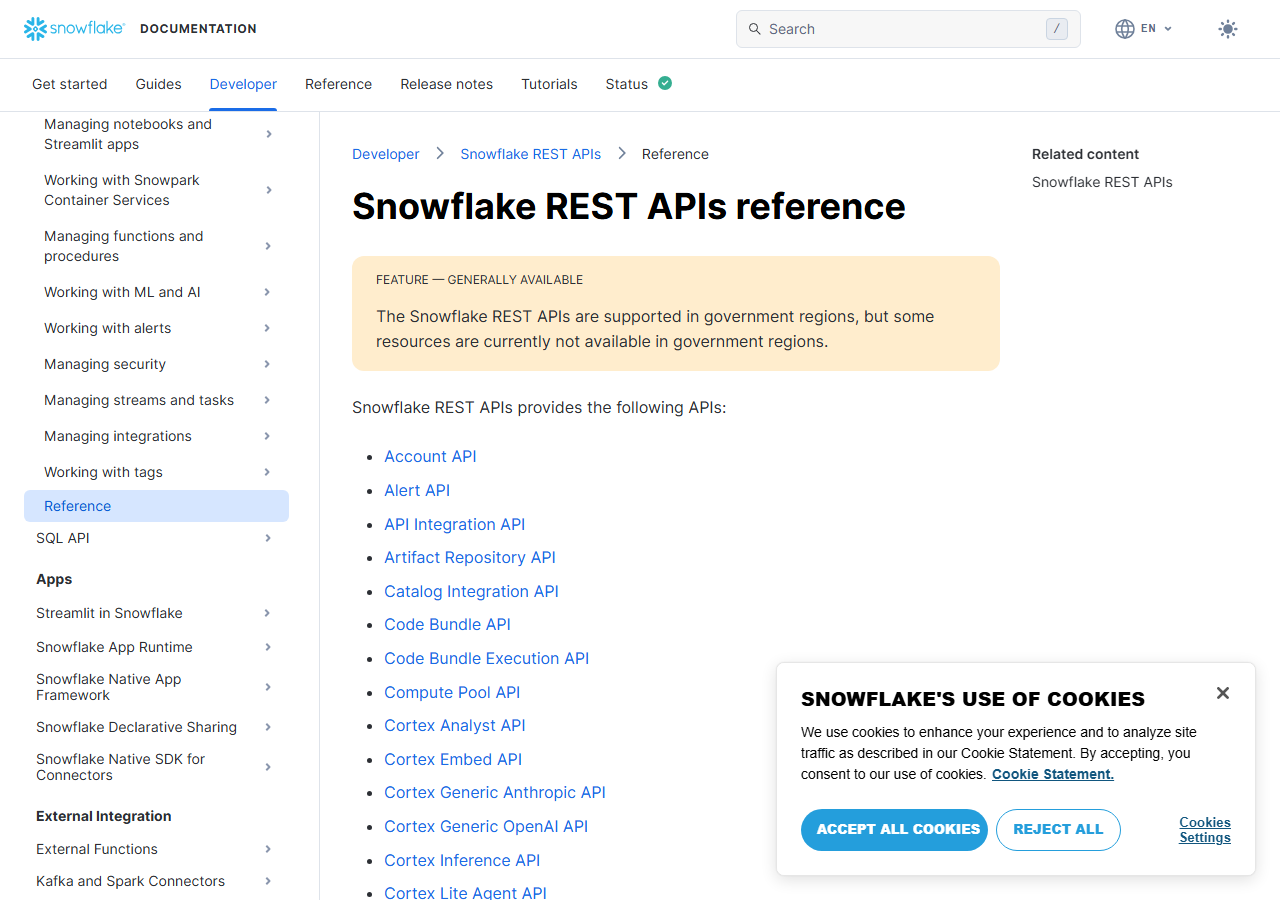 snowflake DOCUMENTATION
Search /
EN
Get started Guides Developer Reference Release notes Tutorials Status
Managing notebooks and
Streamlit apps
Working with Snowpark
Container Services
Managing functions and
procedures
Working with ML and AI
Working with alerts
Managing security
Managing streams and tasks
Managing integrations
Working with tags
Reference
SQL API
Apps
Streamlit in Snowflake
Snowflake App Runtime
Snowflake Native App
Framework
Snowflake Declarative Sharing
Snowflake Native SDK for
Connectors
External Integration
External Functions
Kafka and Spark Connectors
Developer > Snowflake REST APIs > Reference
Snowflake REST APIs reference
FEATURE — GENERALLY AVAILABLE
The Snowflake REST APIs are supported in government regions, but some
resources are currently not available in government regions.
Snowflake REST APIs provides the following APIs:
• Account API
• Alert API
• API Integration API
• Artifact Repository API
• Catalog Integration API
• Code Bundle API
• Code Bundle Execution API
• Compute Pool API
• Cortex Analyst API
• Cortex Embed API
• Cortex Generic Anthropic API
• Cortex Generic OpenAI API
• Cortex Inference API
• Cortex Lite Agent API
Related content
Snowflake REST APIs
SNOWFLAKE'S USE OF COOKIES
We use cookies to enhance your experience and to analyze site
traffic as described in our Cookie Statement. By accepting, you
consent to our use of cookies. Cookie Statement.
ACCEPT ALL COOKIES
REJECT ALL
Cookies
Settings